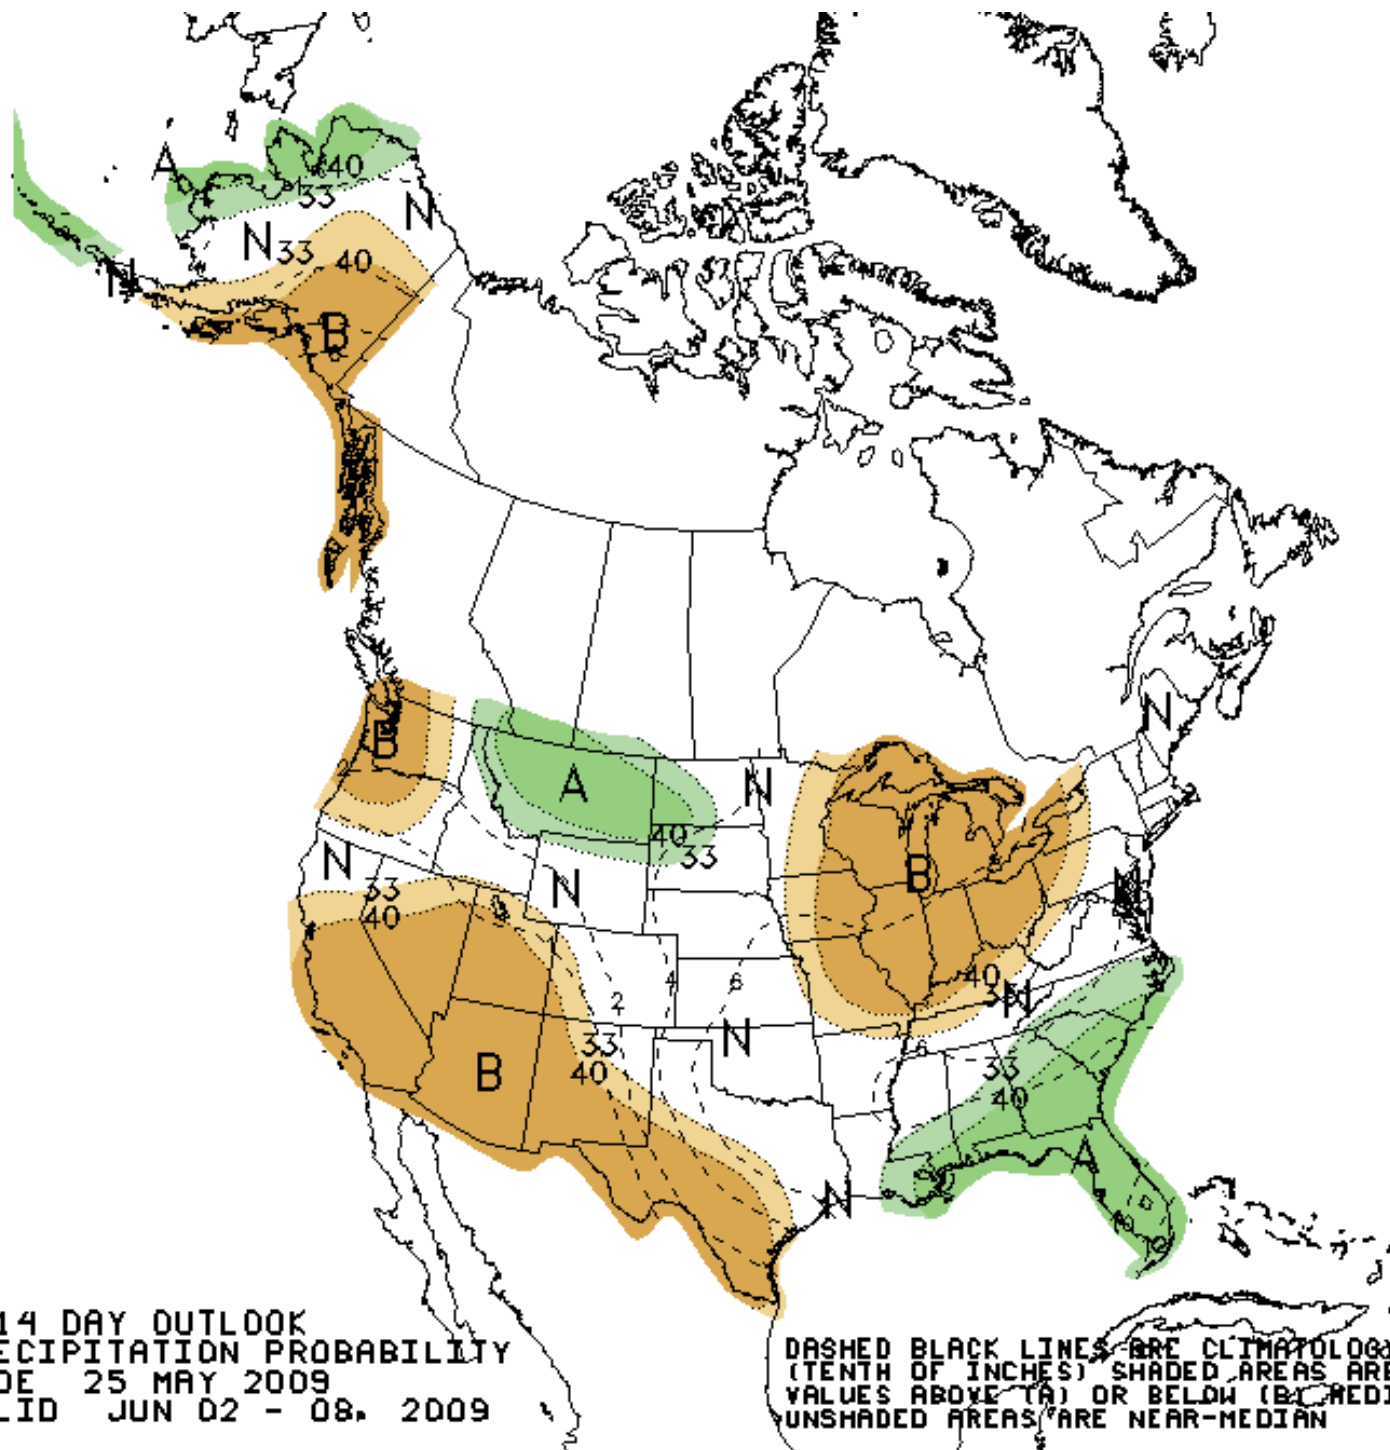 A
40
33
N
N
33
40
N
B
B
N
A
N
40
33
B
N
33
40
N
N
B
40
N
2
4
6
N
33
40
6
33
40
B
A
N
14 DAY OUTLOOK
ECIPITATION PROBABILITY
DE 25 MAY 2009
LID JUN 02 - 08, 2009
DASHED BLACK LINES ARE CLIMATOLOGY
(TENTH OF INCHES) SHADED AREAS ARE
VALUES ABOVE (A) OR BELOW (B) MEDI
UNSHADED AREAS ARE NEAR-MEDIAN